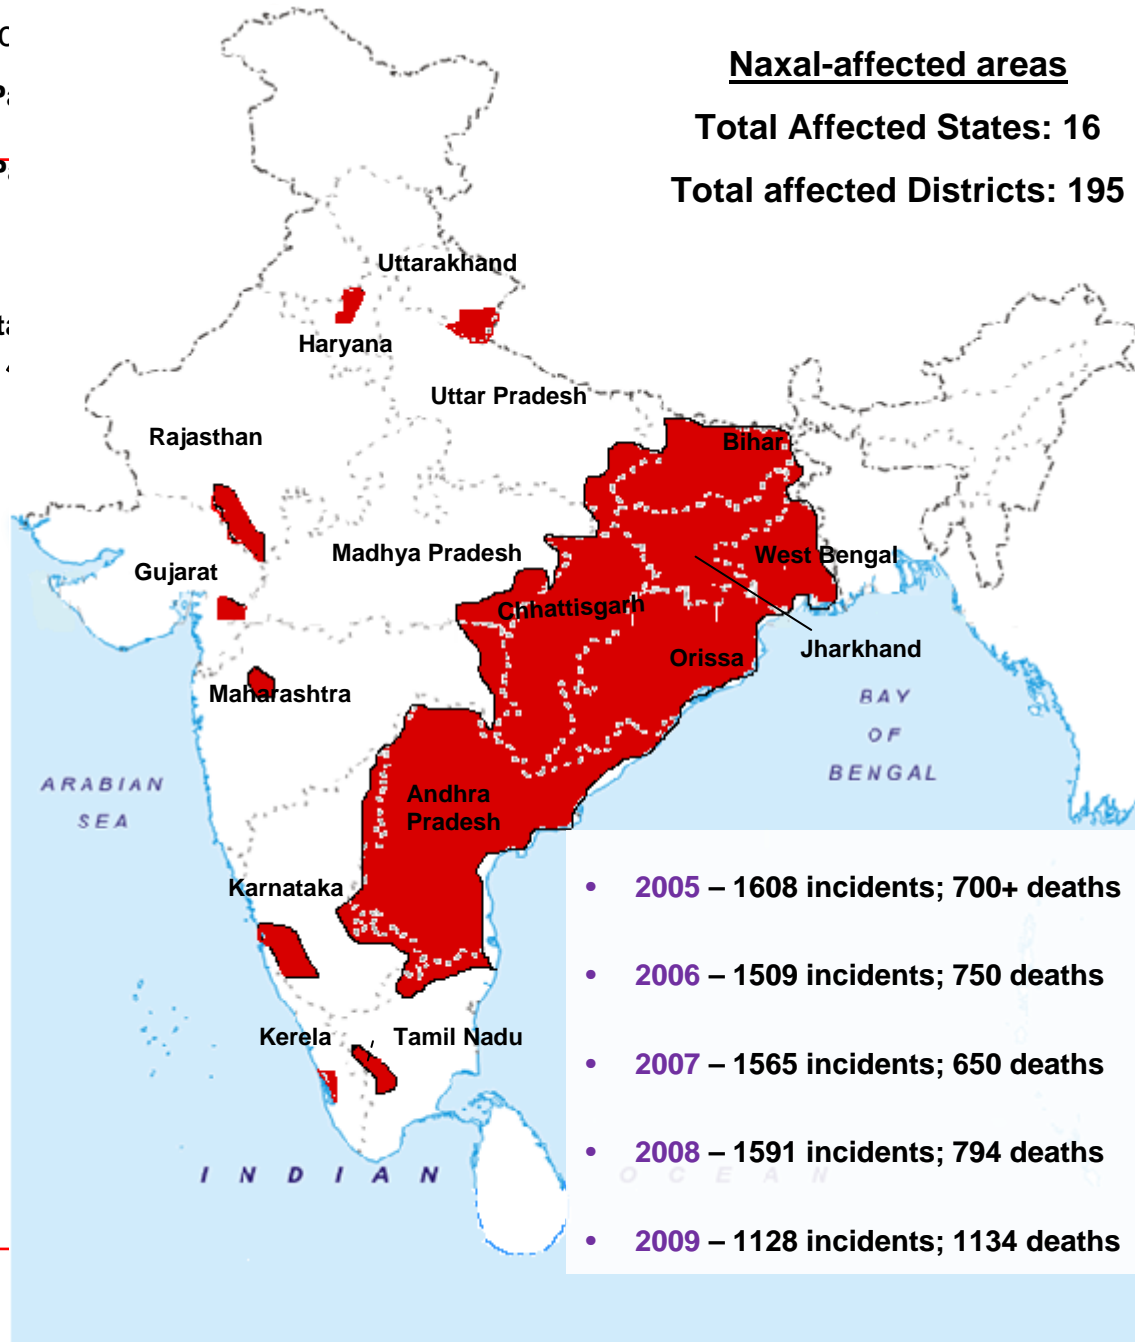 Naxal-affected areas
Total Affected States: 16
Total affected Districts: 195
Uttarakhand
Haryana
Uttar Pradesh
Rajasthan
Bihar
Madhya Pradesh
West Bengal
Gujarat
Chhattisgarh
Jharkhand
Orissa
Maharashtra
BAY
OF
BENGAL
ARABIAN
SEA
Andhra
Pradesh
Karnataka
• 2005 – 1608 incidents; 700+ deaths
• 2006 – 1509 incidents; 750 deaths
Kerela
Tamil Nadu
• 2007 – 1565 incidents; 650 deaths
• 2008 – 1591 incidents; 794 deaths
INDIAN OCEAN
• 2009 – 1128 incidents; 1134 deaths